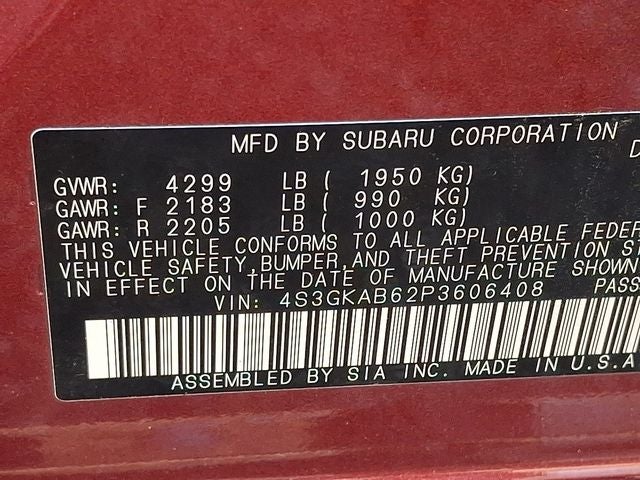 MFD BY SUBARU CORPORATION D
GVWR: 4299 LB ( 1950 KG)
GAWR: F 2183 LB ( 990 KG)
GAWR: R 2205 LB ( 1000 KG)
THIS VEHICLE CONFORMS TO ALL APPLICABLE FEDER
VEHICLE SAFETY, BUMPER, AND THEFT PREVENTION ST
IN EFFECT ON THE DATE OF MANUFACTURE SHOWN
VIN: 4S3GKAB62P3606408 PASS
ASSEMBLED BY SIA INC. MADE IN U.S.A